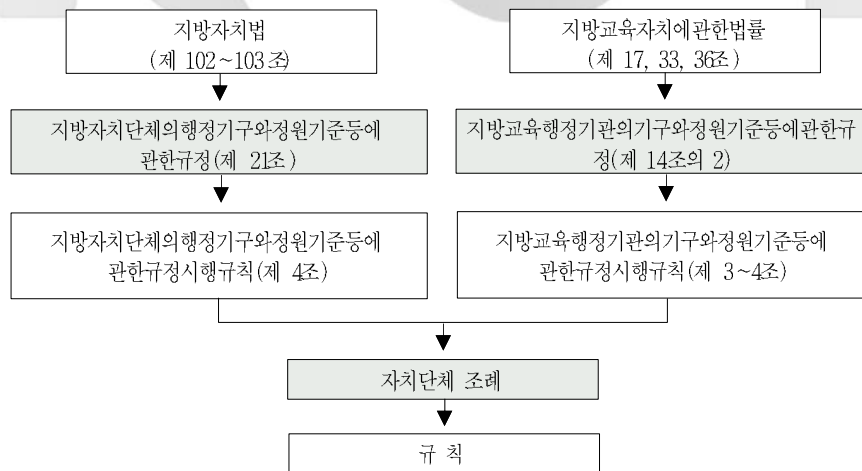 지방자치법
(제 102~103조)
지방교육자치에관한법률
(제 17, 33, 36조)
지방자치단체의행정기구와정원기준등에
관한규정(제 21조)
지방교육행정기관의기구와정원기준등에관한규
정(제 14조의 2)
지방자치단체의행정기구와정원기준등에
관한규정시행규칙(제 4조)
지방교육행정기관의기구와정원기준등에
관한규정시행규칙(제 3~4조)
자치단체 조례
규 칙